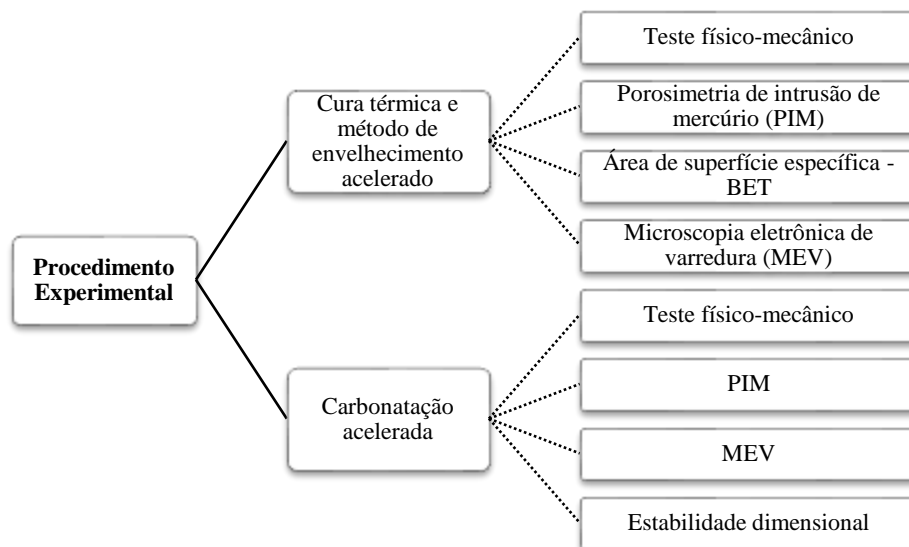 Procedimento
Experimental
Cura térmica e
método de
envelhecimento
acelerado
Teste físico-mecânico
Porosimetria de intrusão de
mercúrio (PIM)
Área de superfície específica -
BET
Microscopia eletrônica de
varredura (MEV)
Carbonatação
acelerada
Teste físico-mecânico
PIM
MEV
Estabilidade dimensional